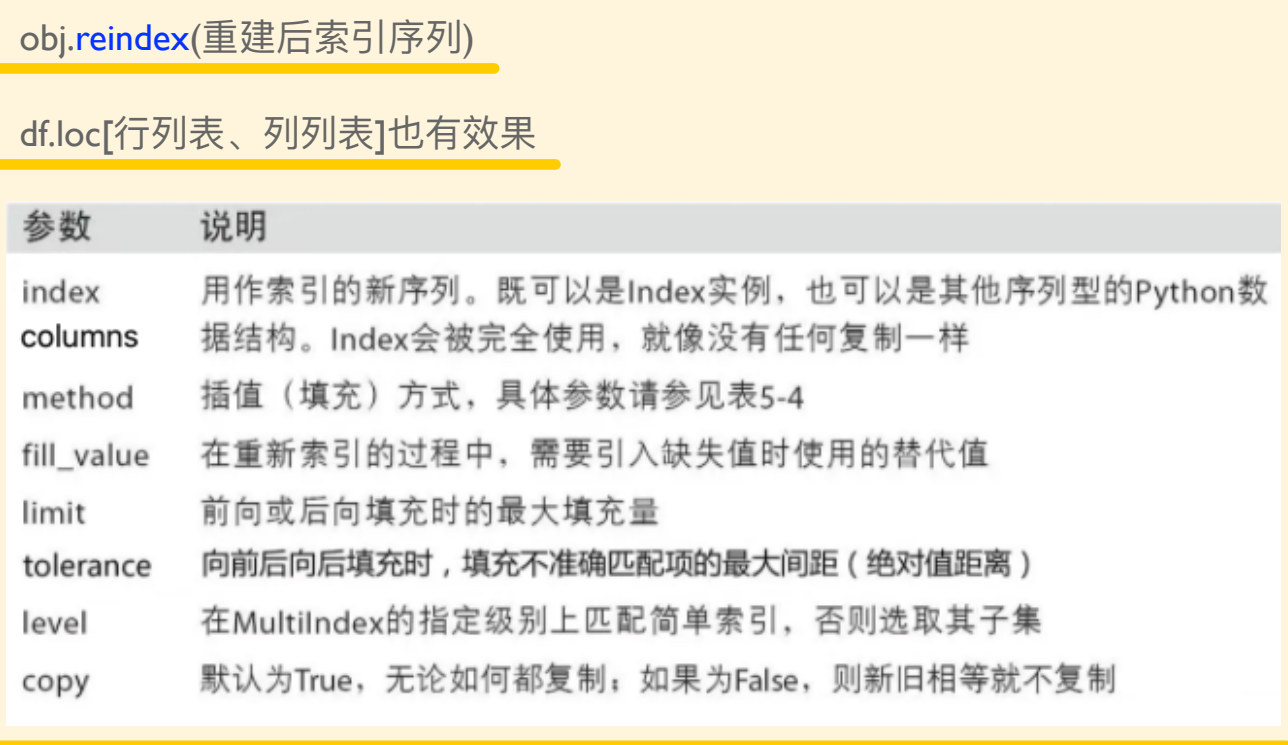 obj.reindex(重建后索引序列)
df.loc[行列表、列列表]也有效果
参数 说明
index 用作索引的新序列。既可以是Index实例，也可以是其他序列型的Python数
columns 据结构。Index会被完全使用，就像没有任何复制一样
method 插值（填充）方式，具体参数请参见表5-4
fill_value 在重新索引的过程中，需要引入缺失值时使用的替代值
limit 前向或后向填充时的最大填充量
tolerance 向前后向后填充时，填充不准确匹配项的最大间距（绝对值距离）
level 在MultiIndex的指定级别上匹配简单索引，否则选取其子集
copy 默认为True，无论如何都复制；如果为False，则新旧相等就不复制